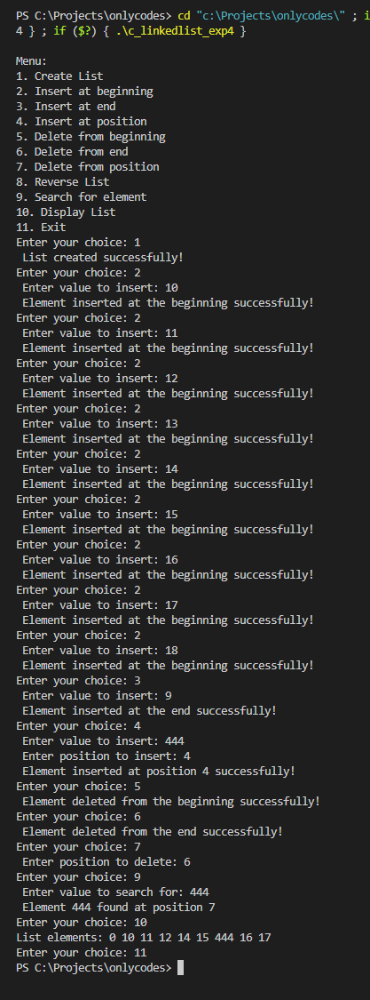 PS C:\Projects\onlycodes> cd "c:\Projects\onlycodes\" ; i
4 } ; if ($?) { .\c_linkedlist_exp4 }
Menu:
1. Create List
2. Insert at beginning
3. Insert at end
4. Insert at position
5. Delete from beginning
6. Delete from end
7. Delete from position
8. Reverse List
9. Search for element
10. Display List
11. Exit
Enter your choice: 1
List created successfully!
Enter your choice: 2
Enter value to insert: 10
Element inserted at the beginning successfully!
Enter your choice: 2
Enter value to insert: 11
Element inserted at the beginning successfully!
Enter your choice: 2
Enter value to insert: 12
Element inserted at the beginning successfully!
Enter your choice: 2
Enter value to insert: 13
Element inserted at the beginning successfully!
Enter your choice: 2
Enter value to insert: 14
Element inserted at the beginning successfully!
Enter your choice: 2
Enter value to insert: 15
Element inserted at the beginning successfully!
Enter your choice: 2
Enter value to insert: 16
Element inserted at the beginning successfully!
Enter your choice: 2
Enter value to insert: 17
Element inserted at the beginning successfully!
Enter your choice: 2
Enter value to insert: 18
Element inserted at the beginning successfully!
Enter your choice: 3
Enter value to insert: 9
Element inserted at the end successfully!
Enter your choice: 4
Enter value to insert: 444
Enter position to insert: 4
Element inserted at position 4 successfully!
Enter your choice: 5
Element deleted from the beginning successfully!
Enter your choice: 6
Element deleted from the end successfully!
Enter your choice: 7
Enter position to delete: 6
Enter your choice: 9
Enter value to search for: 444
Element 444 found at position 7
Enter your choice: 10
List elements: 0 10 11 12 14 15 444 16 17
Enter your choice: 11
PS C:\Projects\onlycodes>